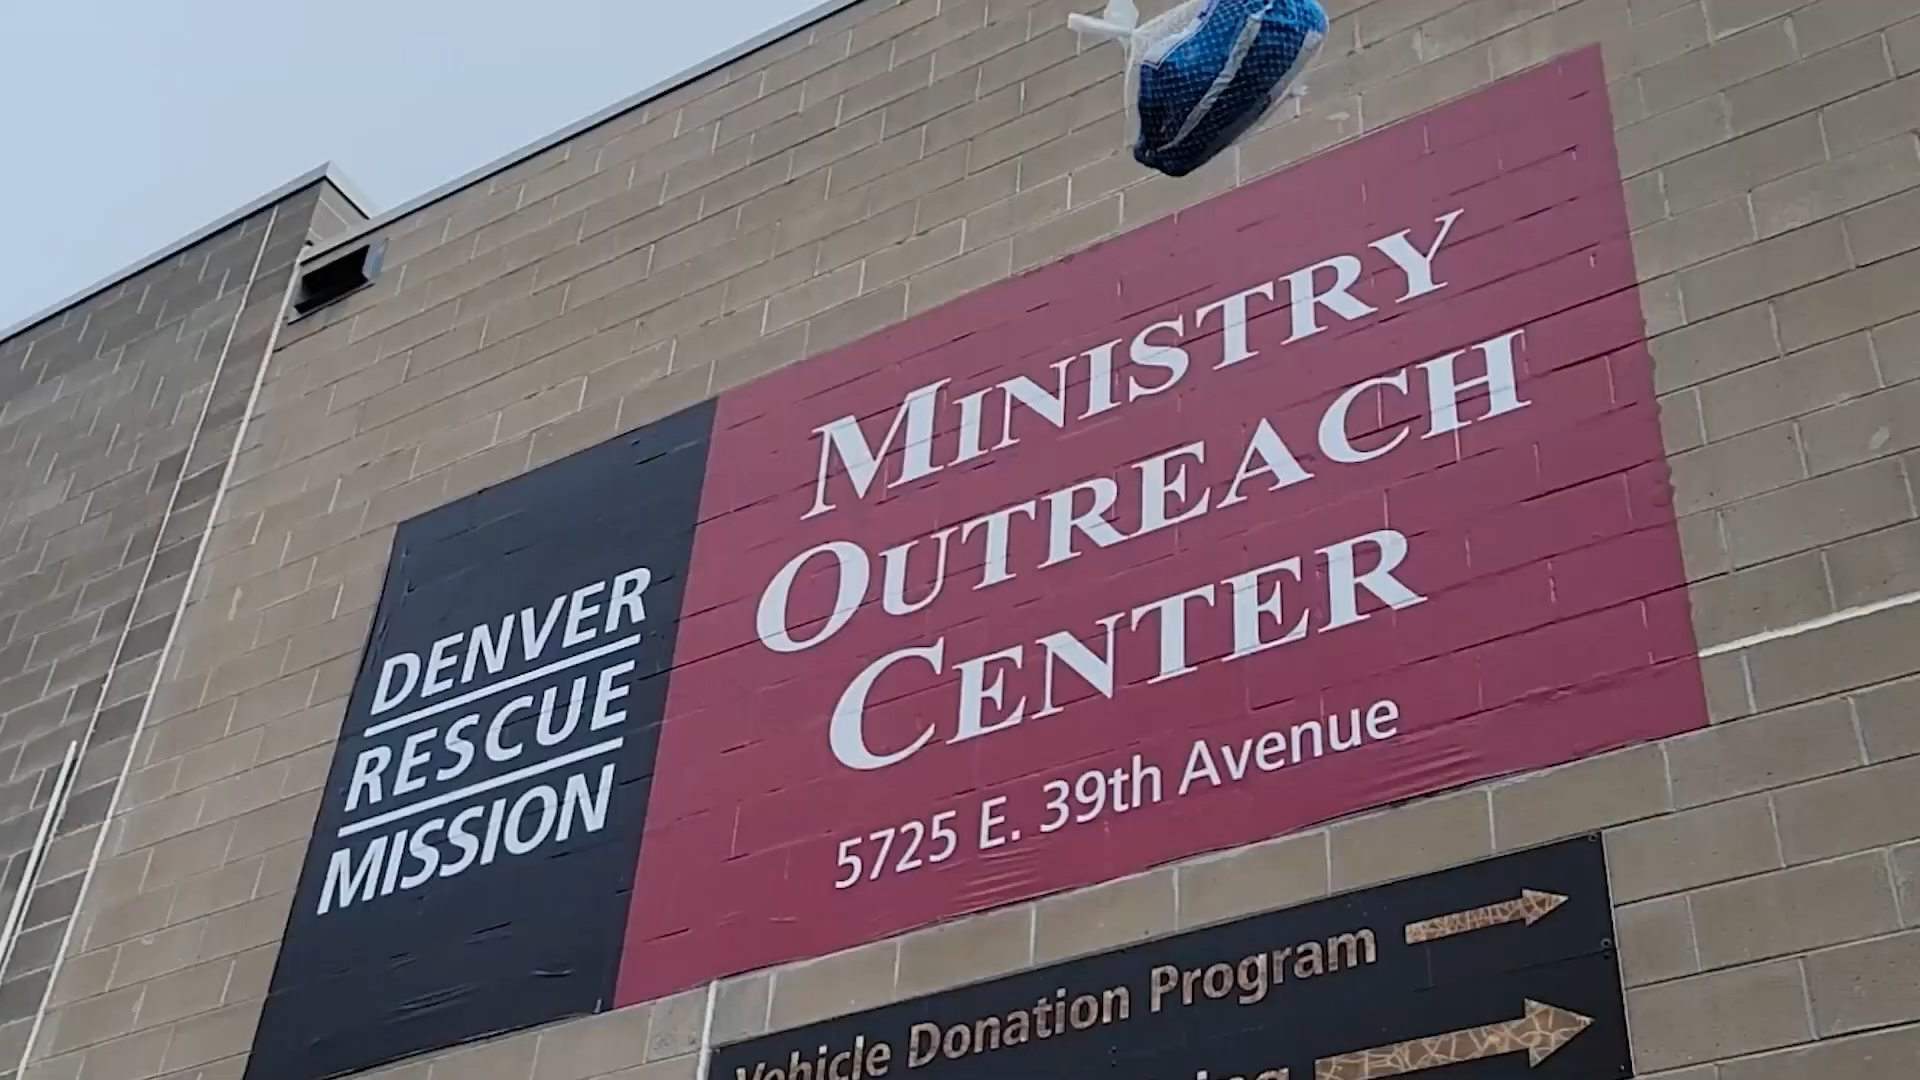 DENVER
RESCUE
MISSION
MINISTRY
OUTREACH
CENTER
5725 E. 39th Avenue
Vehicle Donation Program